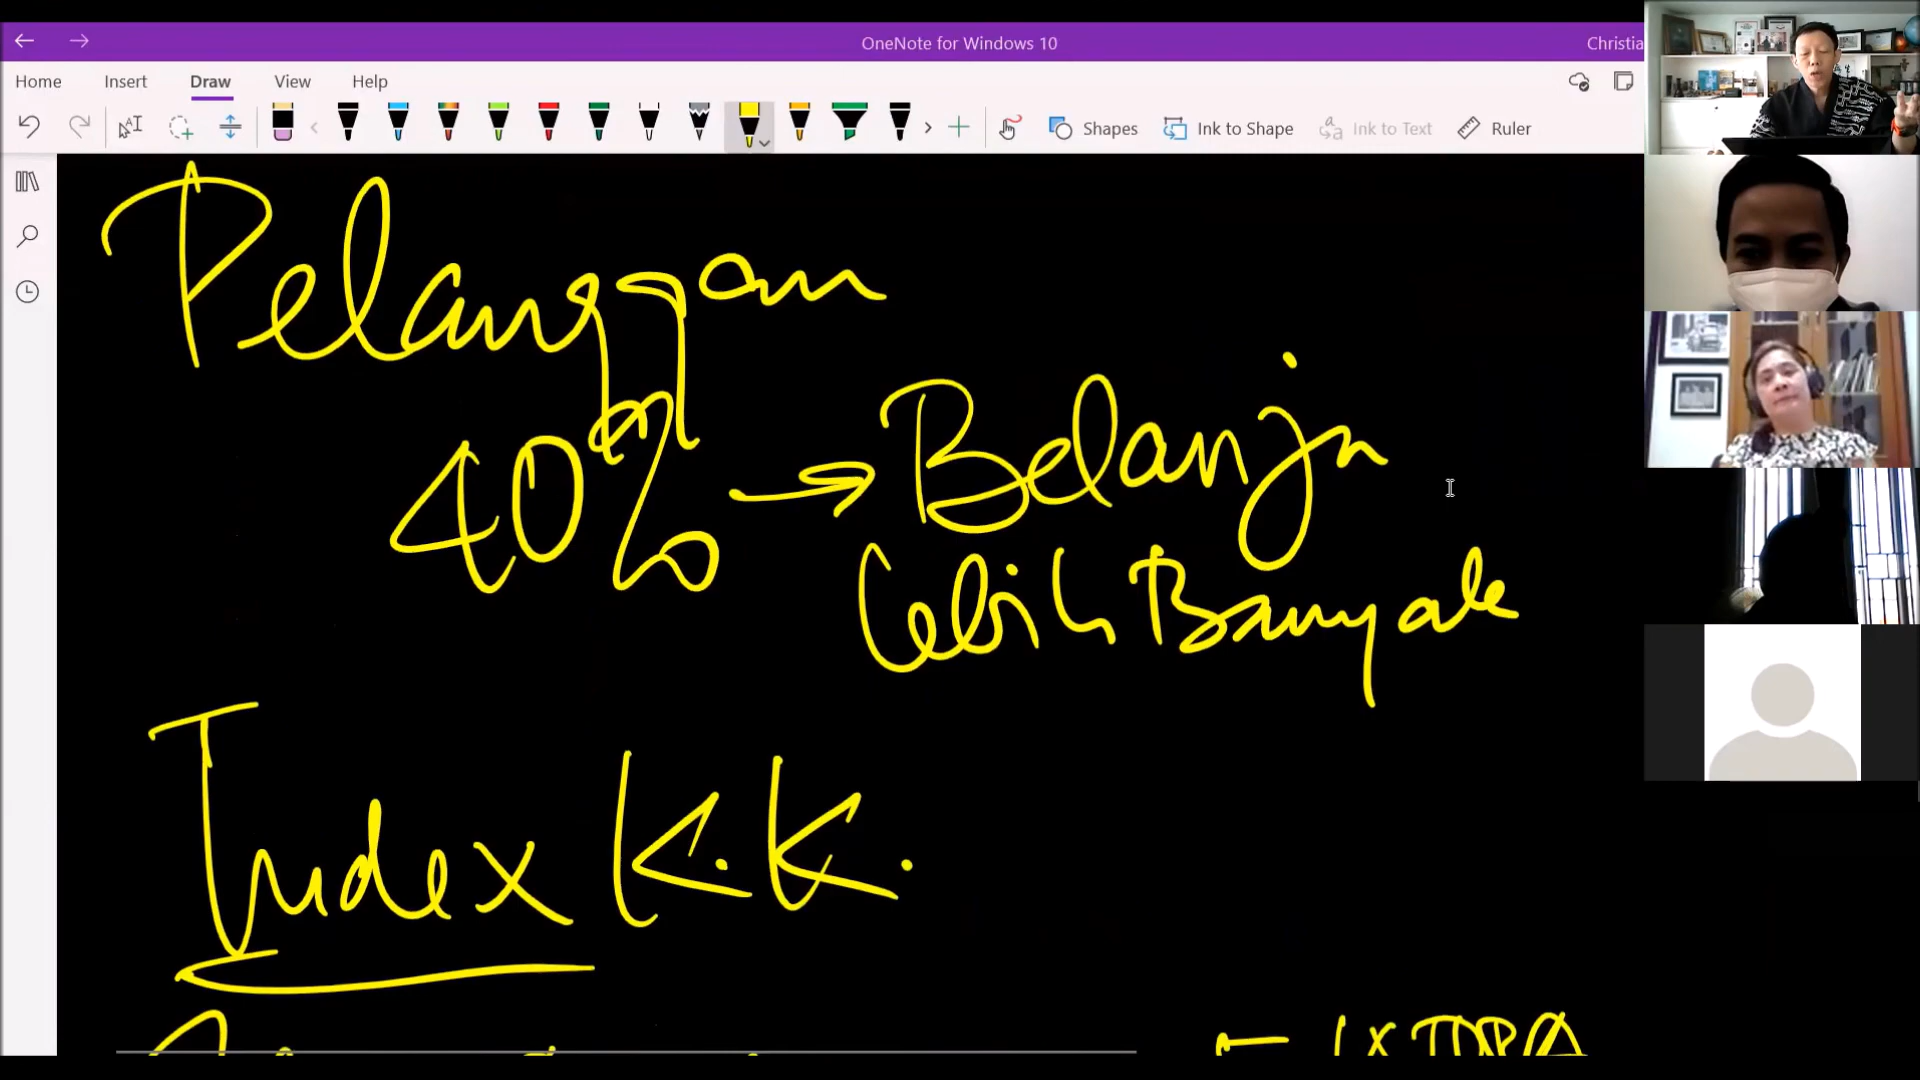 OneNote for Windows 10
Christia
Home Insert Draw View Help
Shapes Ink to Shape Ink to Text Ruler
Pelanggan
40% → Belanja
Lebih Banyak
Index K.K.